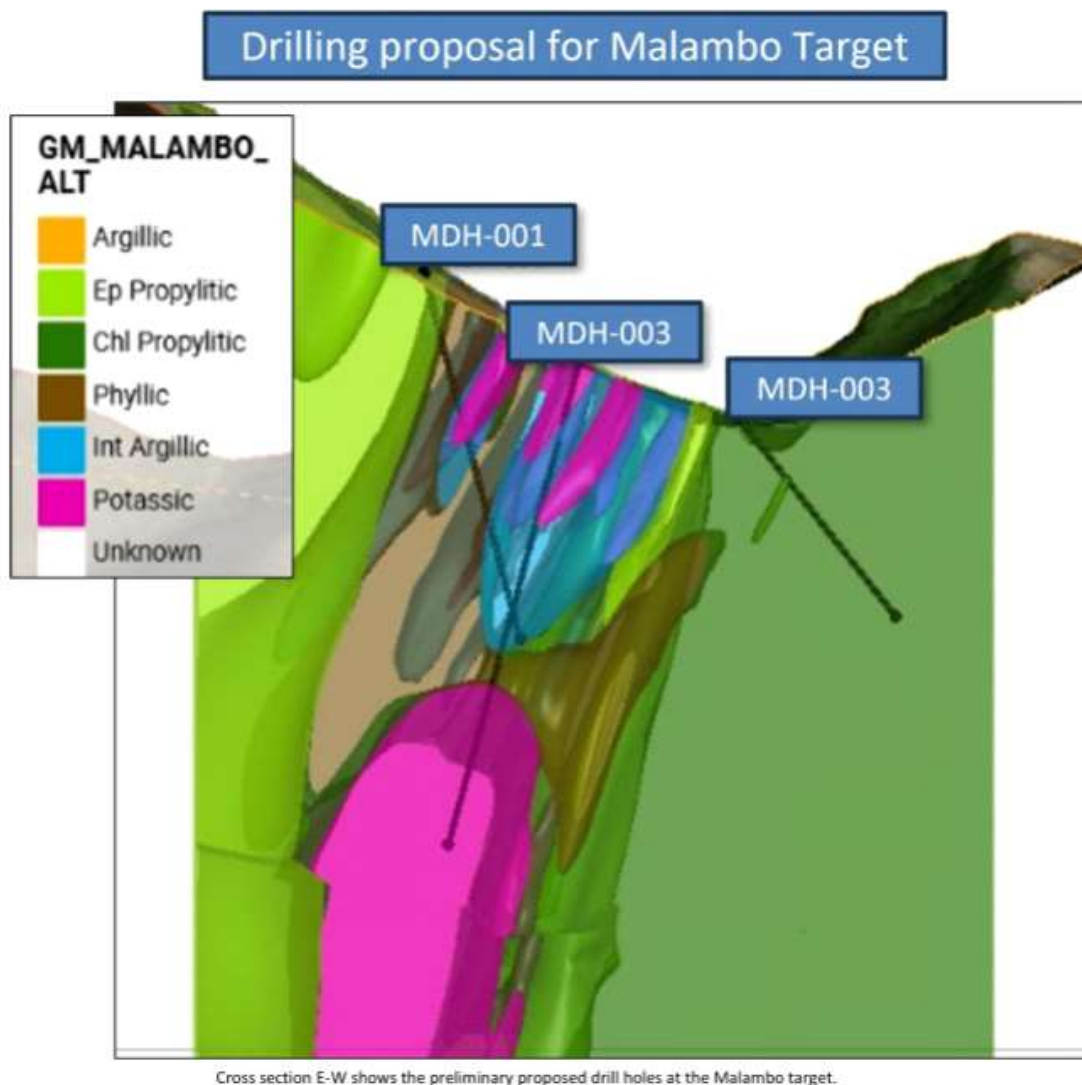 Drilling proposal for Malambo Target
GM_MALAMBO_
ALT
Argillic
Ep Propylitic
Chl Propylitic
Phyllic
Int Argillic
Potassic
Unknown
MDH-001
MDH-003
MDH-003
Cross section E-W shows the preliminary proposed drill holes at the Malambo target.